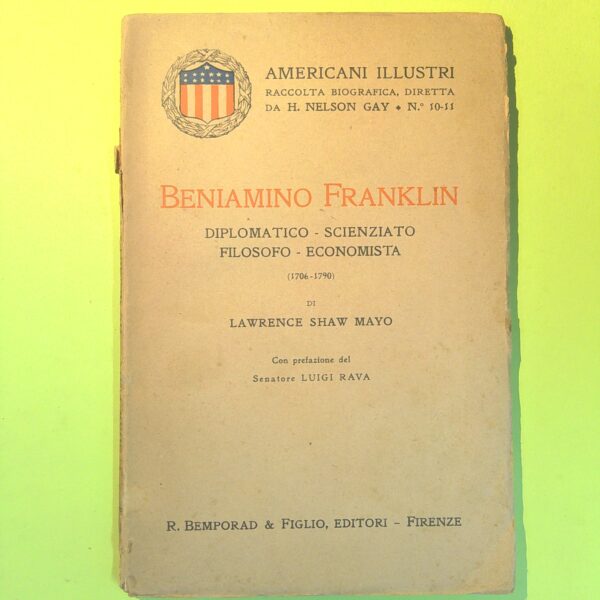 AMERICANI ILLUSTRI
RACCOLTA BIOGRAFICA, DIRETTA
DA H. NELSON GAY ♦ N.° 10-11
BENIAMINO FRANKLIN
DIPLOMATICO - SCIENZIATO
FILOSOFO - ECONOMISTA
(1706-1790)
DI
LAWRENCE SHAW MAYO
Con prefazione del
Senatore LUIGI RAVA
R. BEMPORAD & FIGLIO, EDITORI – FIRENZE